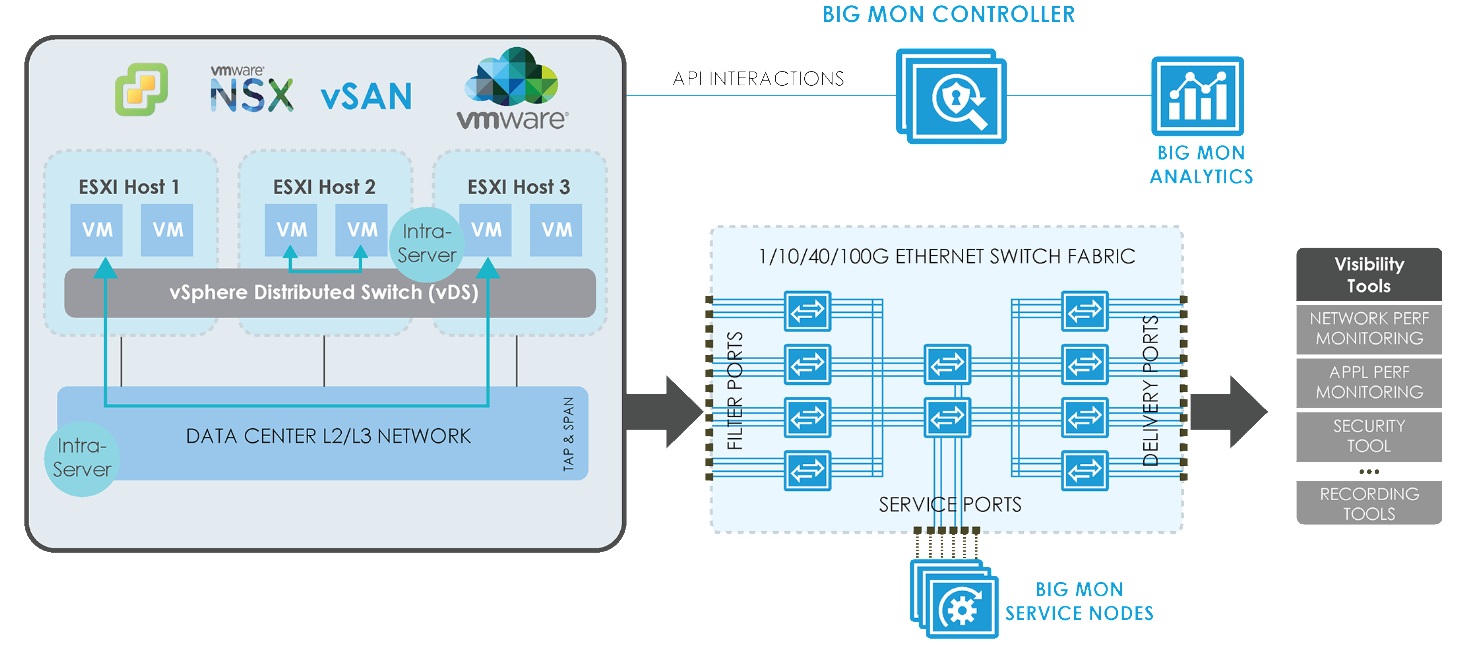 BIG MON CONTROLLER
vmware®
NSX
vSAN
vmware®
API INTERACTIONS
BIG MON
ANALYTICS
ESXI Host 1
VM
VM
ESXI Host 2
VM
VM
ESXI Host 3
VM
VM
Intra-
Server
vSphere Distributed Switch (vDS)
DATA CENTER L2/L3 NETWORK
TAP & SPAN
Intra-
Server
1/10/40/100G ETHERNET SWITCH FABRIC
FILTER PORTS
DELIVERY PORTS
SERVICE PORTS
BIG MON
SERVICE NODES
Visibility
Tools
NETWORK PERF
MONITORING
APPL PERF
MONITORING
SECURITY
TOOL
•••
RECORDING
TOOLS